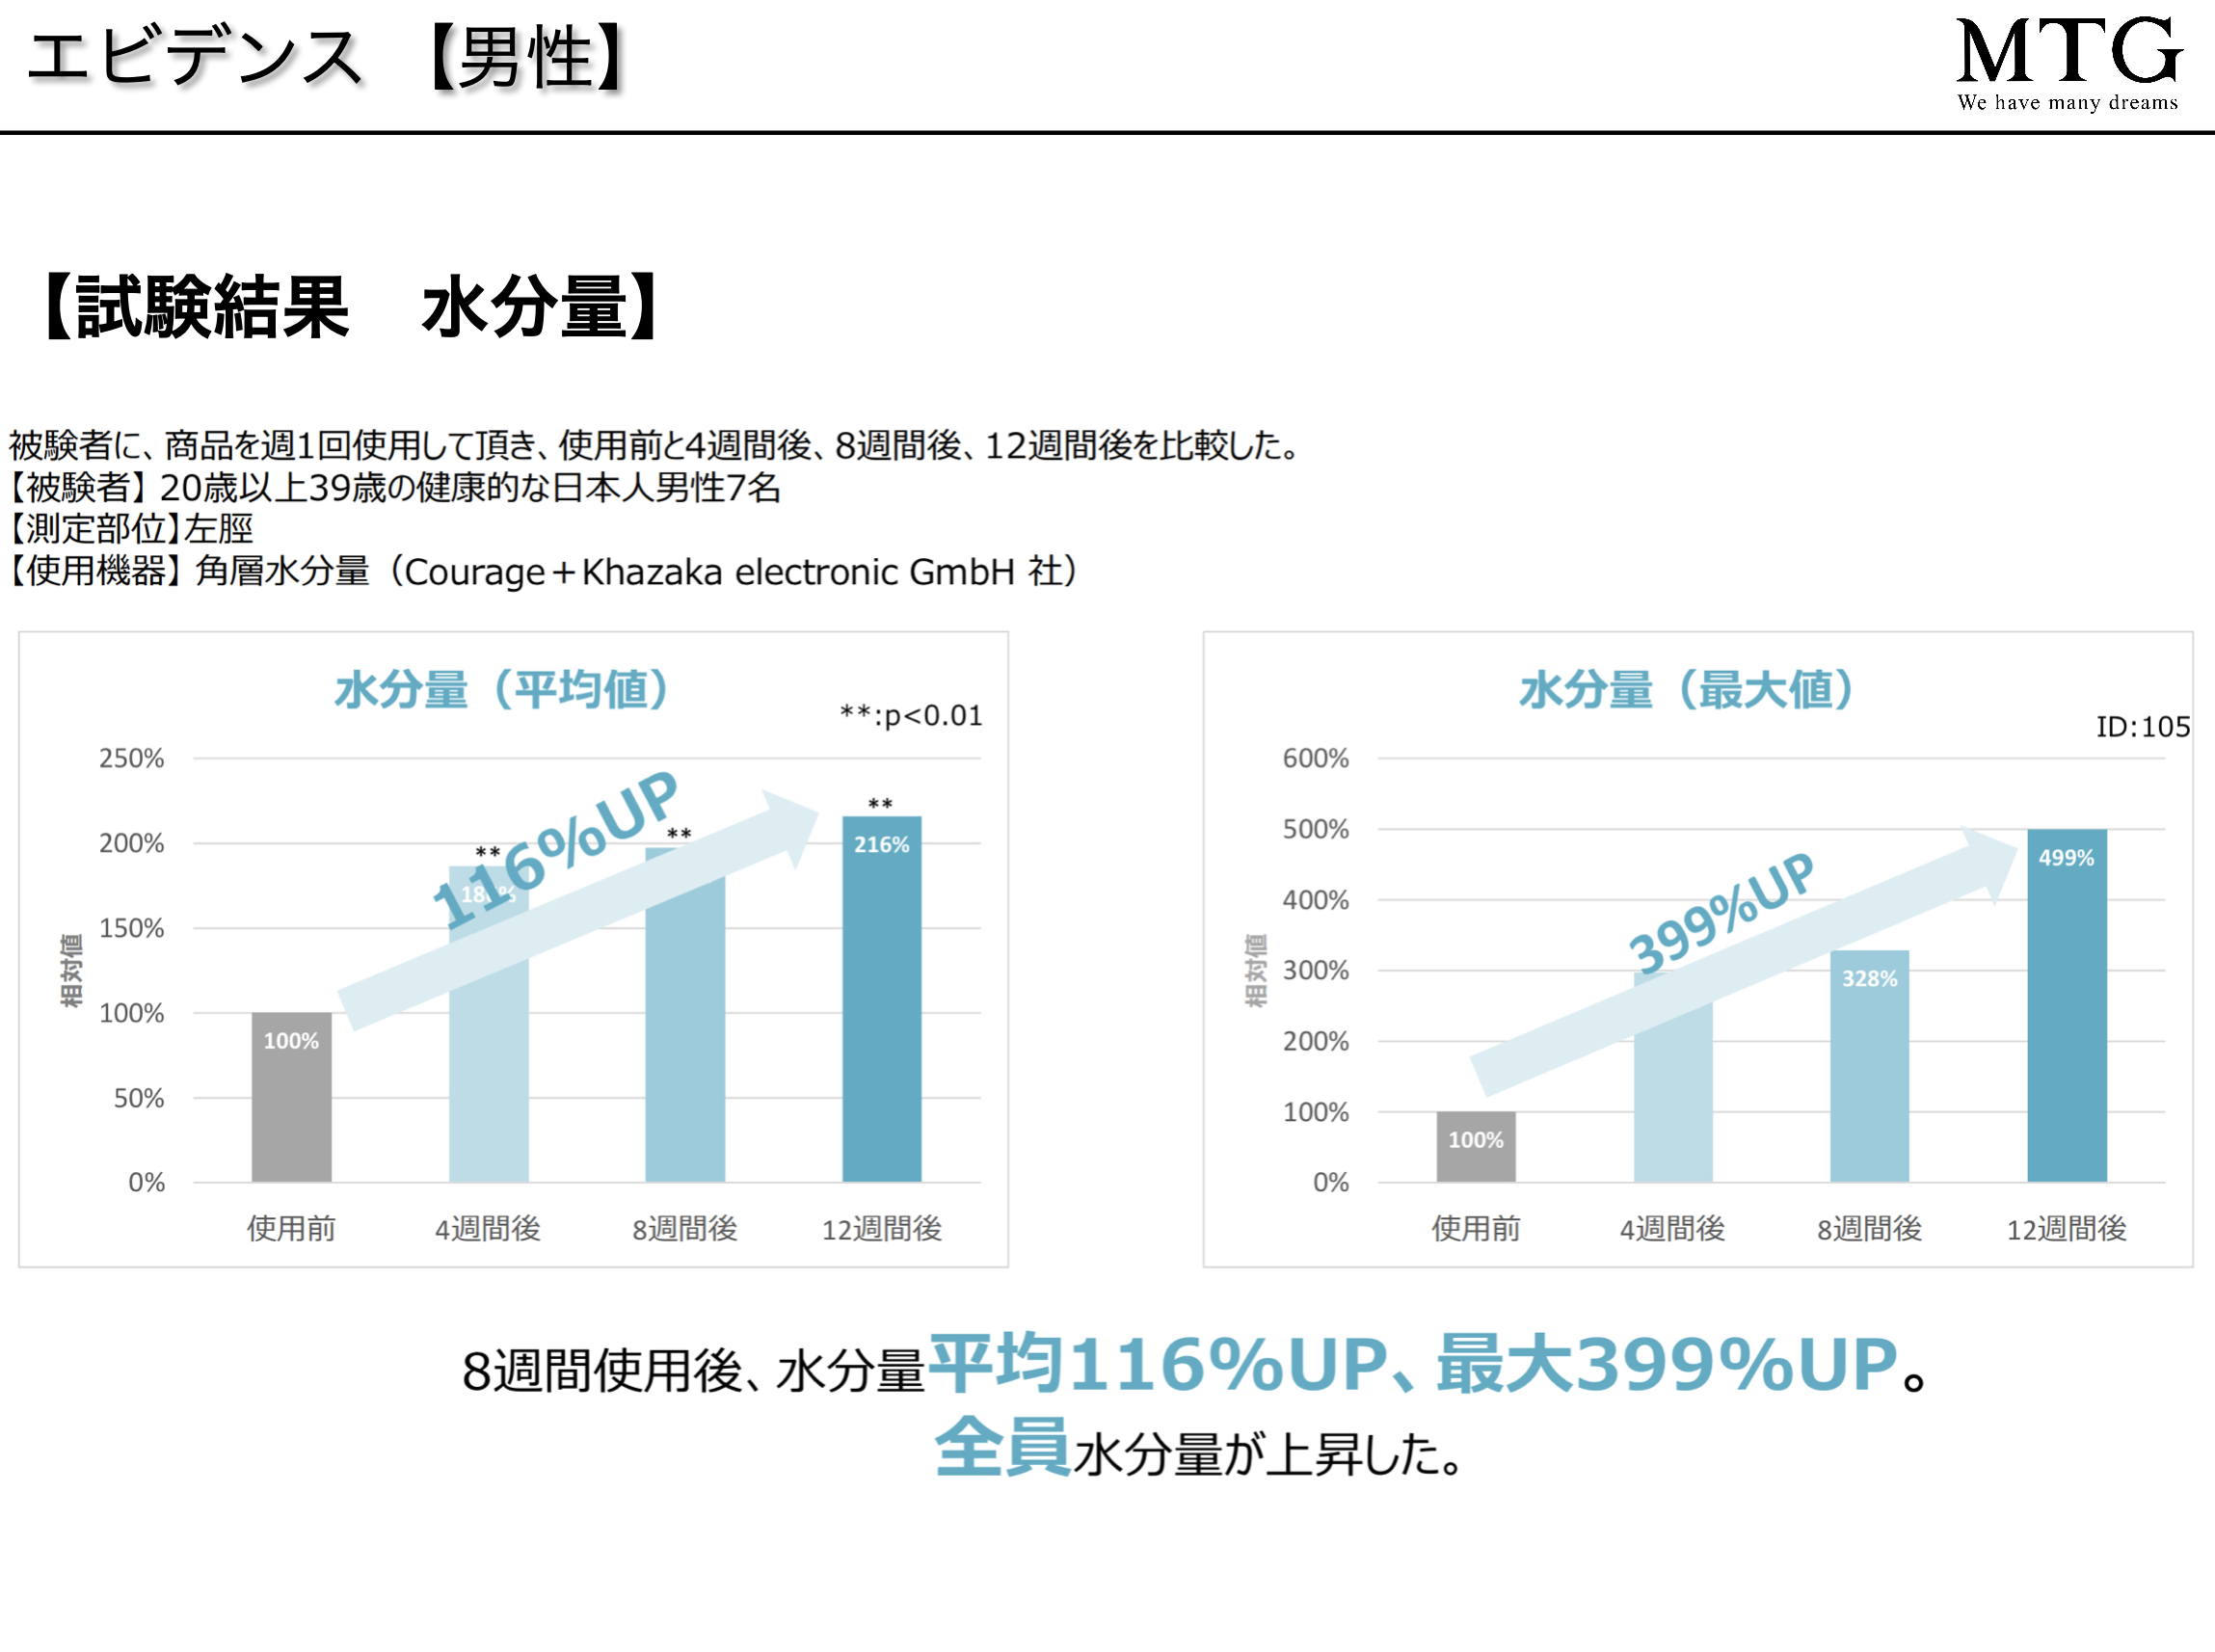 エビデンス 【男性】
MTG
We have many dreams
【試験結果　水分量】
被験者に、商品を週1回使用して頂き、使用前と4週間後、8週間後、12週間後を比較した。
【被験者】 20歳以上39歳の健康的な日本人男性7名
【測定部位】左脛
【使用機器】 角層水分量（Courage＋Khazaka electronic GmbH 社）
水分量（平均値）
**:p<0.01
相対値
250%
200%
150%
100%
50%
0%
116%UP
**
**
**
100%
216%
使用前
4週間後
8週間後
12週間後
水分量（最大値）
ID:105
相対値
600%
500%
400%
300%
200%
100%
0%
399%UP
100%
328%
499%
使用前
4週間後
8週間後
12週間後
8週間使用後、水分量平均116%UP、最大399%UP。
全員水分量が上昇した。